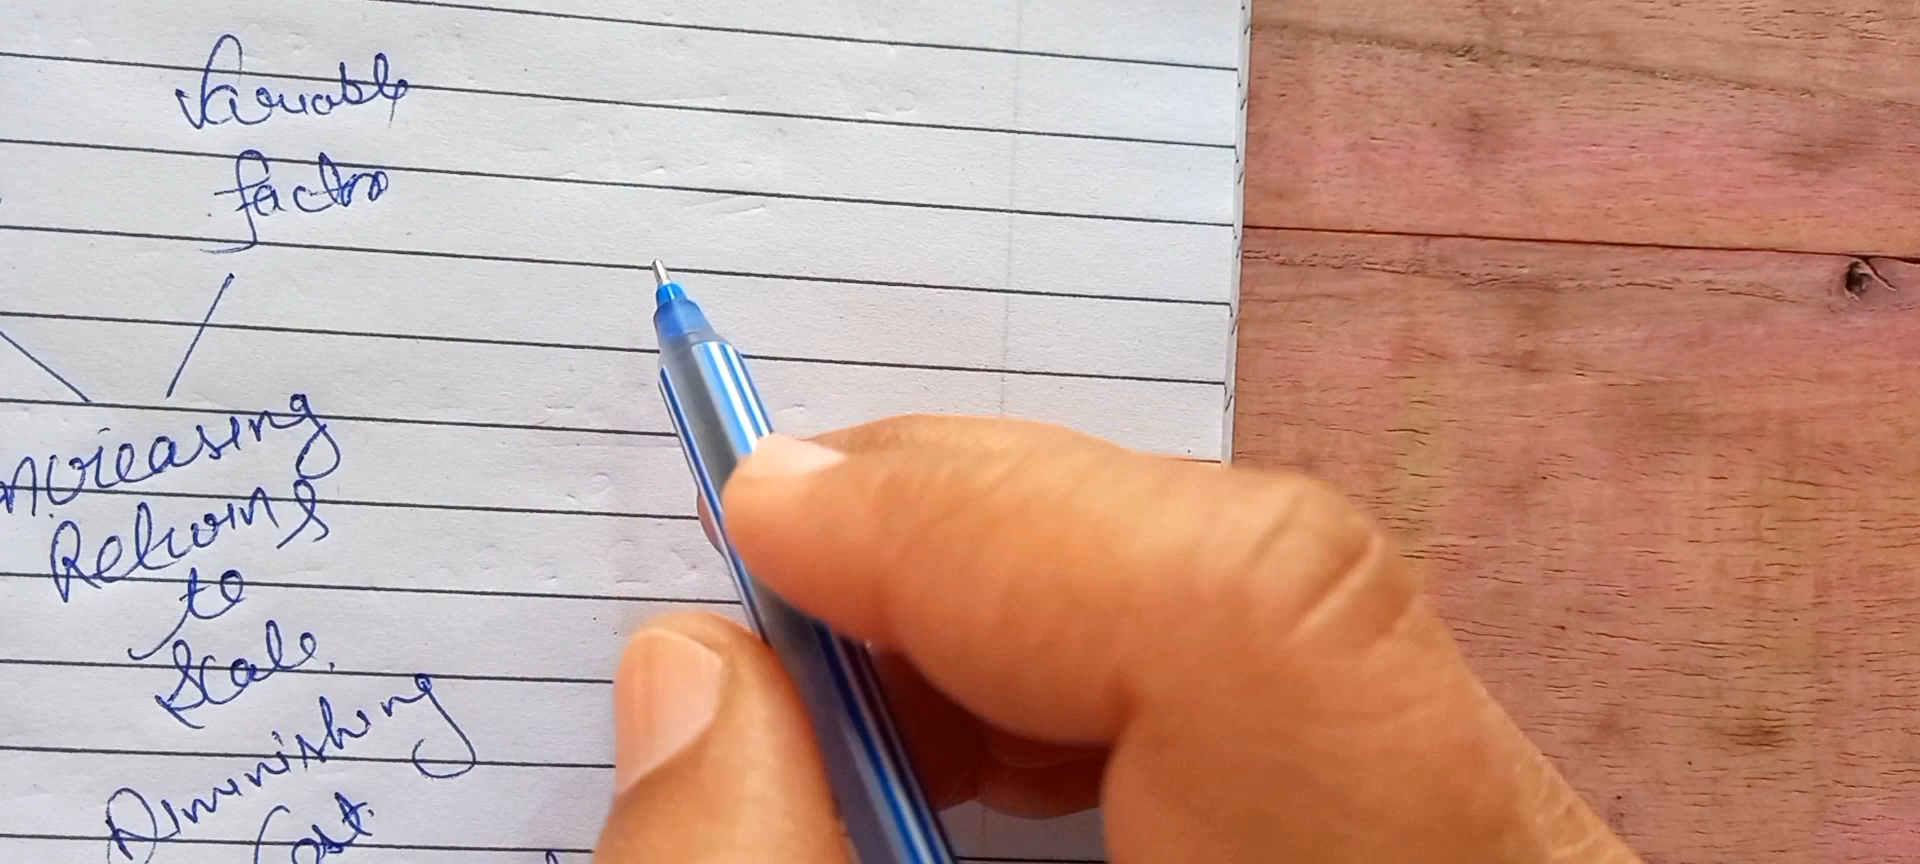 Variable
factor
ncreasing
Returns
to
Scale.
Diminishing
Cost.